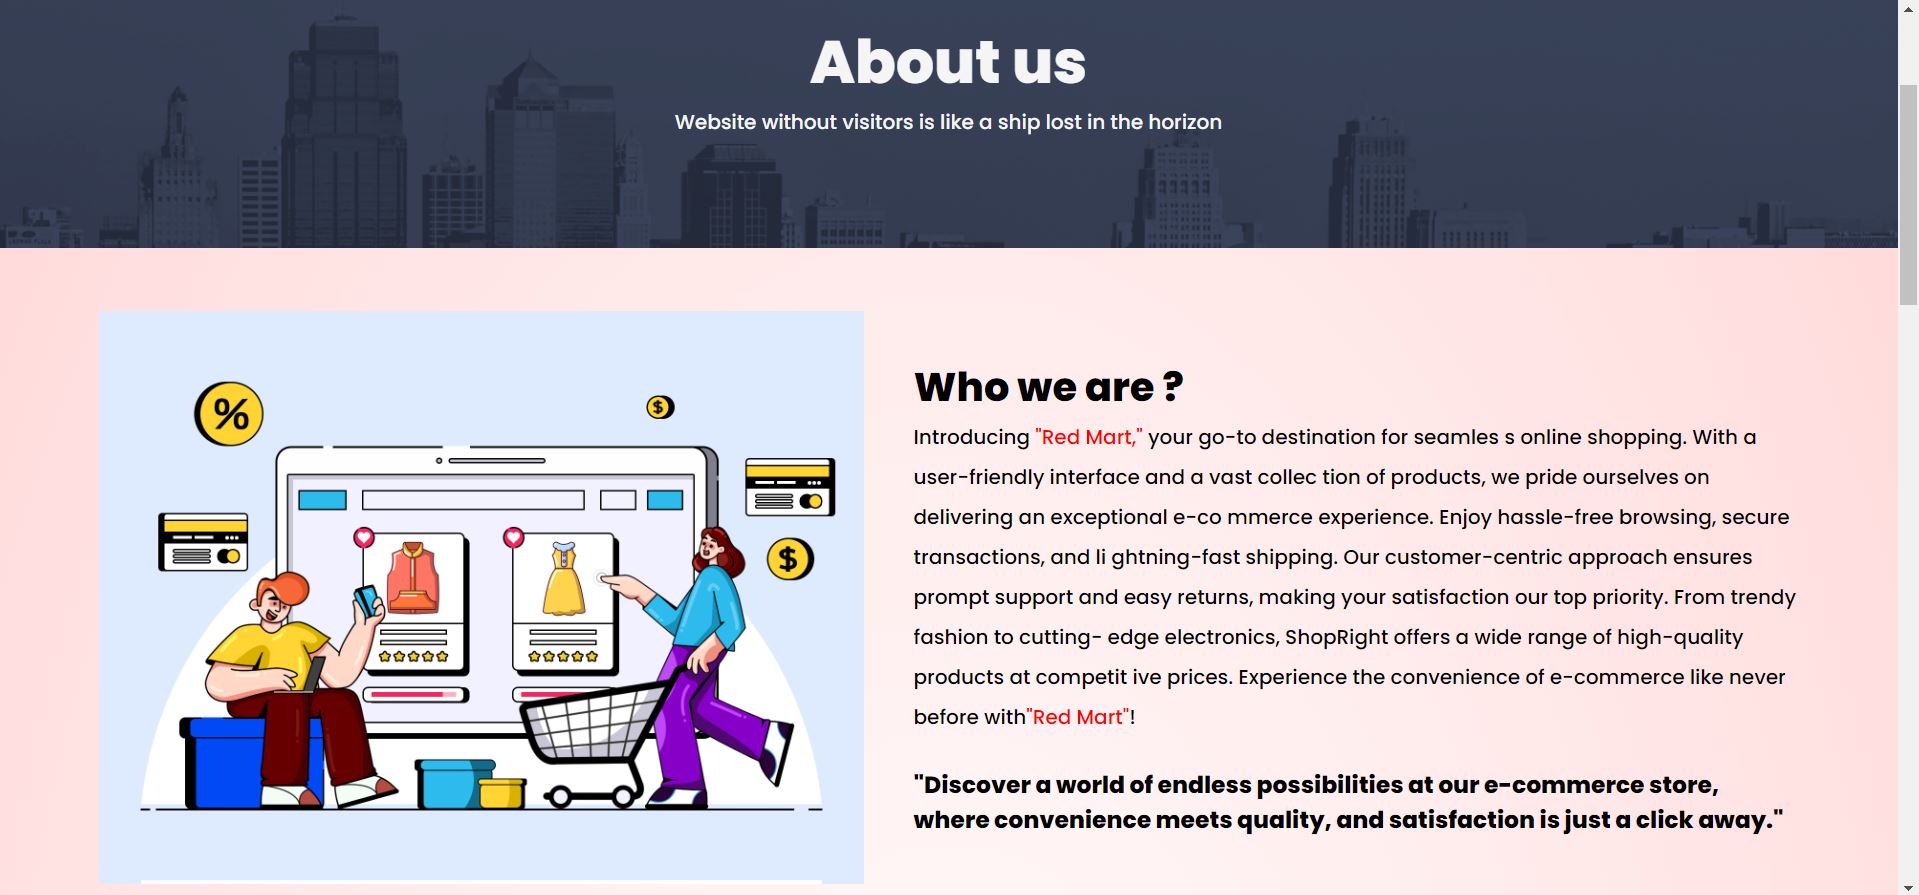 About us
Website without visitors is like a ship lost in the horizon
%
$
$
Who we are ?
Introducing "Red Mart," your go-to destination for seamles s online shopping. With a
user-friendly interface and a vast collec tion of products, we pride ourselves on
delivering an exceptional e-co mmerce experience. Enjoy hassle-free browsing, secure
transactions, and li ghtning-fast shipping. Our customer-centric approach ensures
prompt support and easy returns, making your satisfaction our top priority. From trendy
fashion to cutting- edge electronics, ShopRight offers a wide range of high-quality
products at competit ive prices. Experience the convenience of e-commerce like never
before with"Red Mart"!
"Discover a world of endless possibilities at our e-commerce store,
where convenience meets quality, and satisfaction is just a click away."